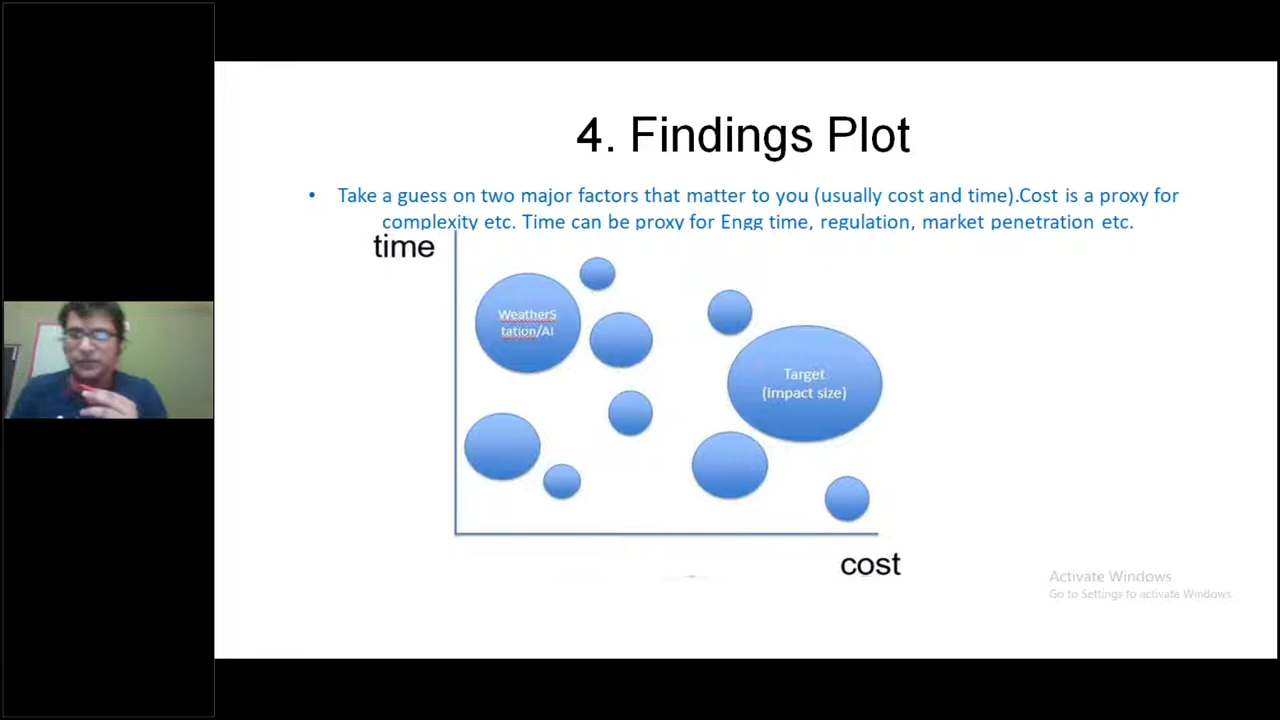 4. Findings Plot
• Take a guess on two major factors that matter to you (usually cost and time).Cost is a proxy for
complexity etc. Time can be proxy for Engg time, regulation, market penetration etc.
time
WeatherS
tation/AI
Target
(Impact size)
cost
Activate Windows
Go to Settings to activate Windows.